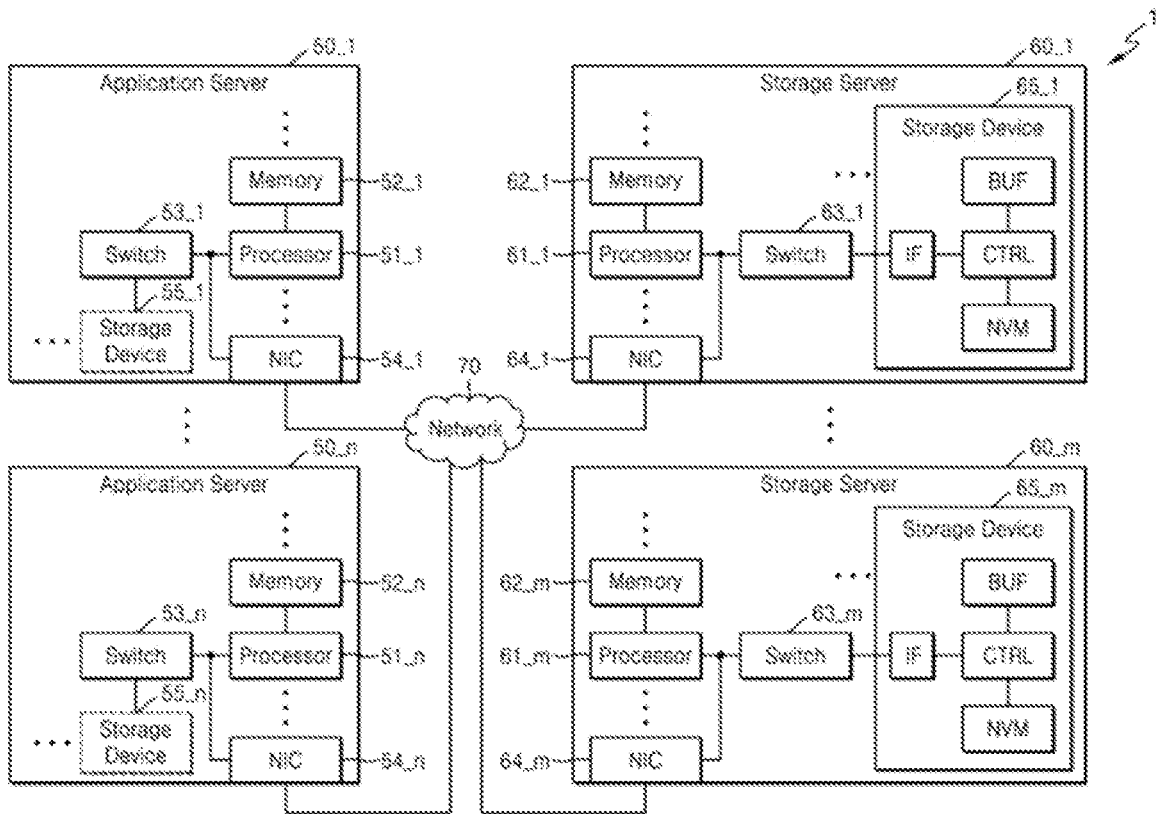 1
50_1
Application Server
Memory
52_1
53_1
Switch
Processor
51_1
55_1
Storage Device
NIC
54_1
60_1
Storage Server
65_1
Storage Device
62_1
Memory
BUF
63_1
61_1
Processor
Switch
IF
CTRL
NVM
64_1
NIC
70
Network
50_n
Application Server
Memory
52_n
53_n
Switch
Processor
51_n
55_n
Storage Device
NIC
54_n
60_m
Storage Server
65_m
Storage Device
62_m
Memory
BUF
63_m
61_m
Processor
Switch
IF
CTRL
NVM
64_m
NIC